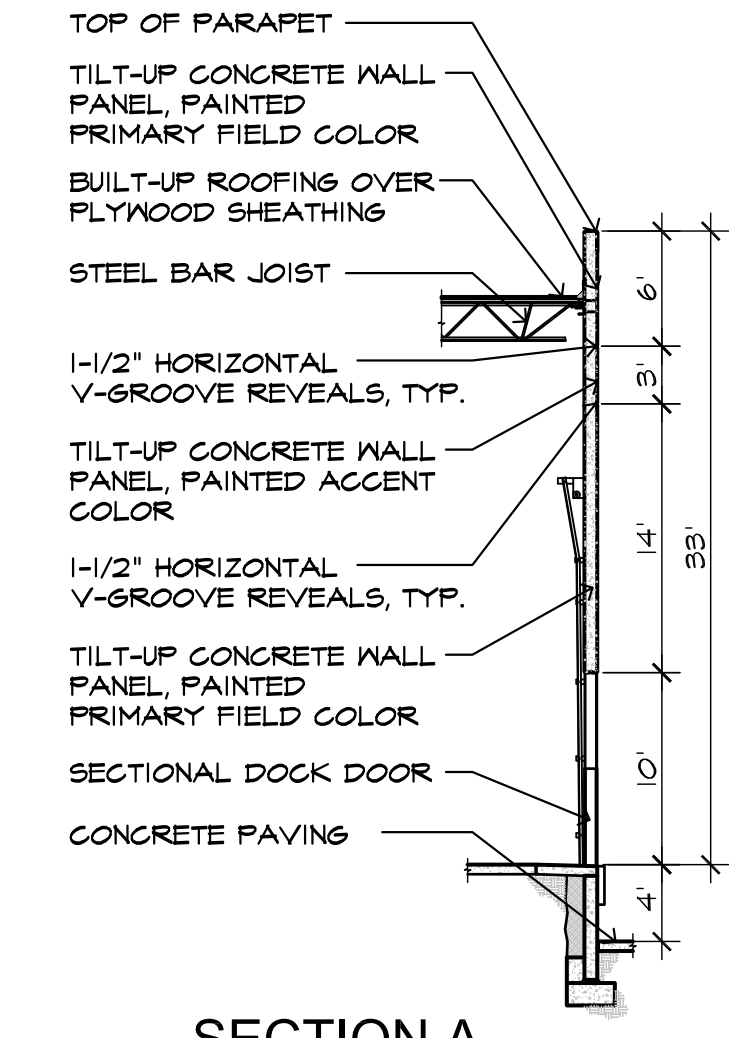 TOP OF PARAPET
TILT-UP CONCRETE WALL
PANEL, PAINTED
PRIMARY FIELD COLOR
BUILT-UP ROOFING OVER
PLYWOOD SHEATHING
STEEL BAR JOIST
1-1/2" HORIZONTAL
V-GROOVE REVEALS, TYP.
TILT-UP CONCRETE WALL
PANEL, PAINTED ACCENT
COLOR
1-1/2" HORIZONTAL
V-GROOVE REVEALS, TYP.
TILT-UP CONCRETE WALL
PANEL, PAINTED
PRIMARY FIELD COLOR
SECTIONAL DOCK DOOR
CONCRETE PAVING
6'
3'
14'
33'
10'
4'
SECTION A